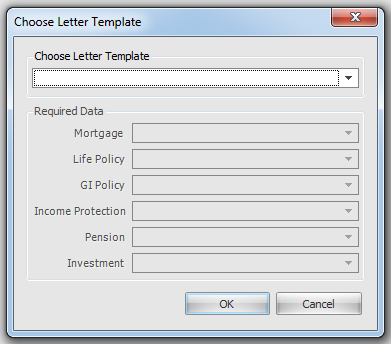 Choose Letter Template
Choose Letter Template
Required Data
Mortgage
Life Policy
GI Policy
Income Protection
Pension
Investment
OK Cancel